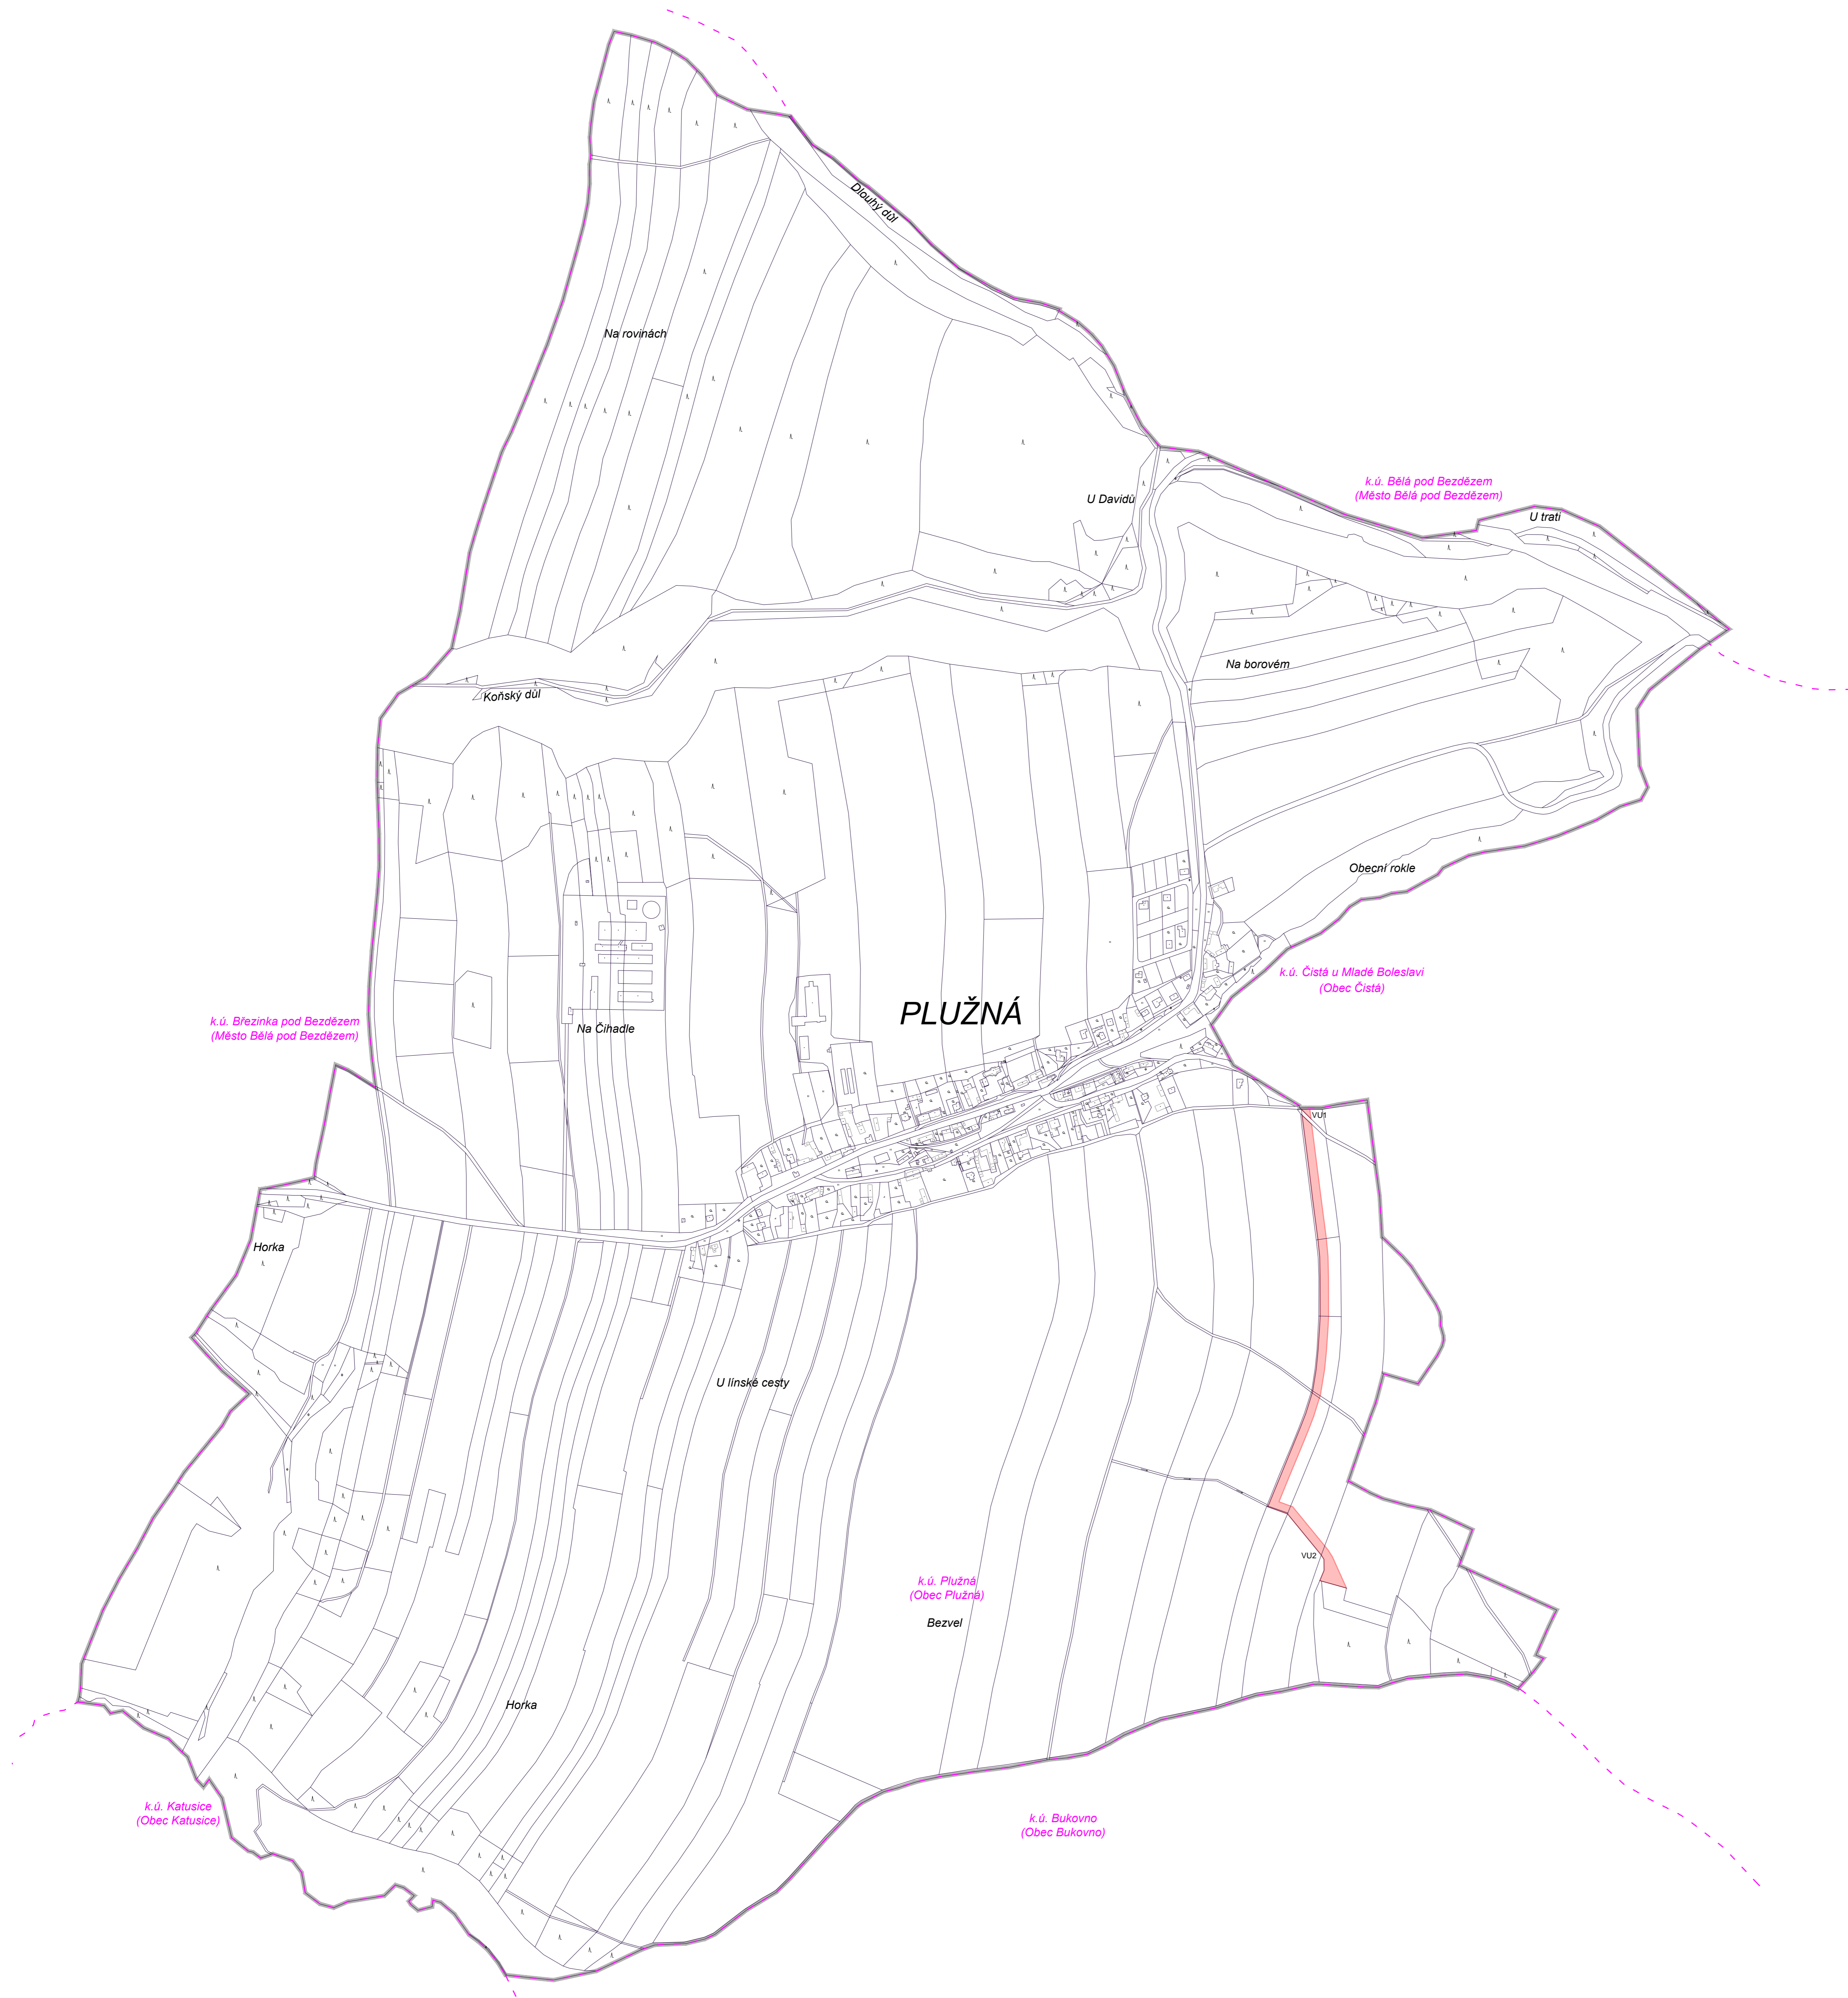 Dlouhý důl
Na rovinách
k.ú. Bělá pod Bezdězem
(Město Bělá pod Bezdězem)
U Davidů
U trati
Na borovém
Koňský důl
Obecní rokle
k.ú. Čistá u Mladé Boleslavi
(Obec Čistá)
PLUŽNÁ
k.ú. Březinka pod Bezdězem
(Město Bělá pod Bezdězem)
Na Čihadle
VU1
Horka
U línské cesty
VU2
k.ú. Plužná
(Obec Plužná)
Bezvel
Horka
k.ú. Katusice
(Obec Katusice)
k.ú. Bukovno
(Obec Bukovno)